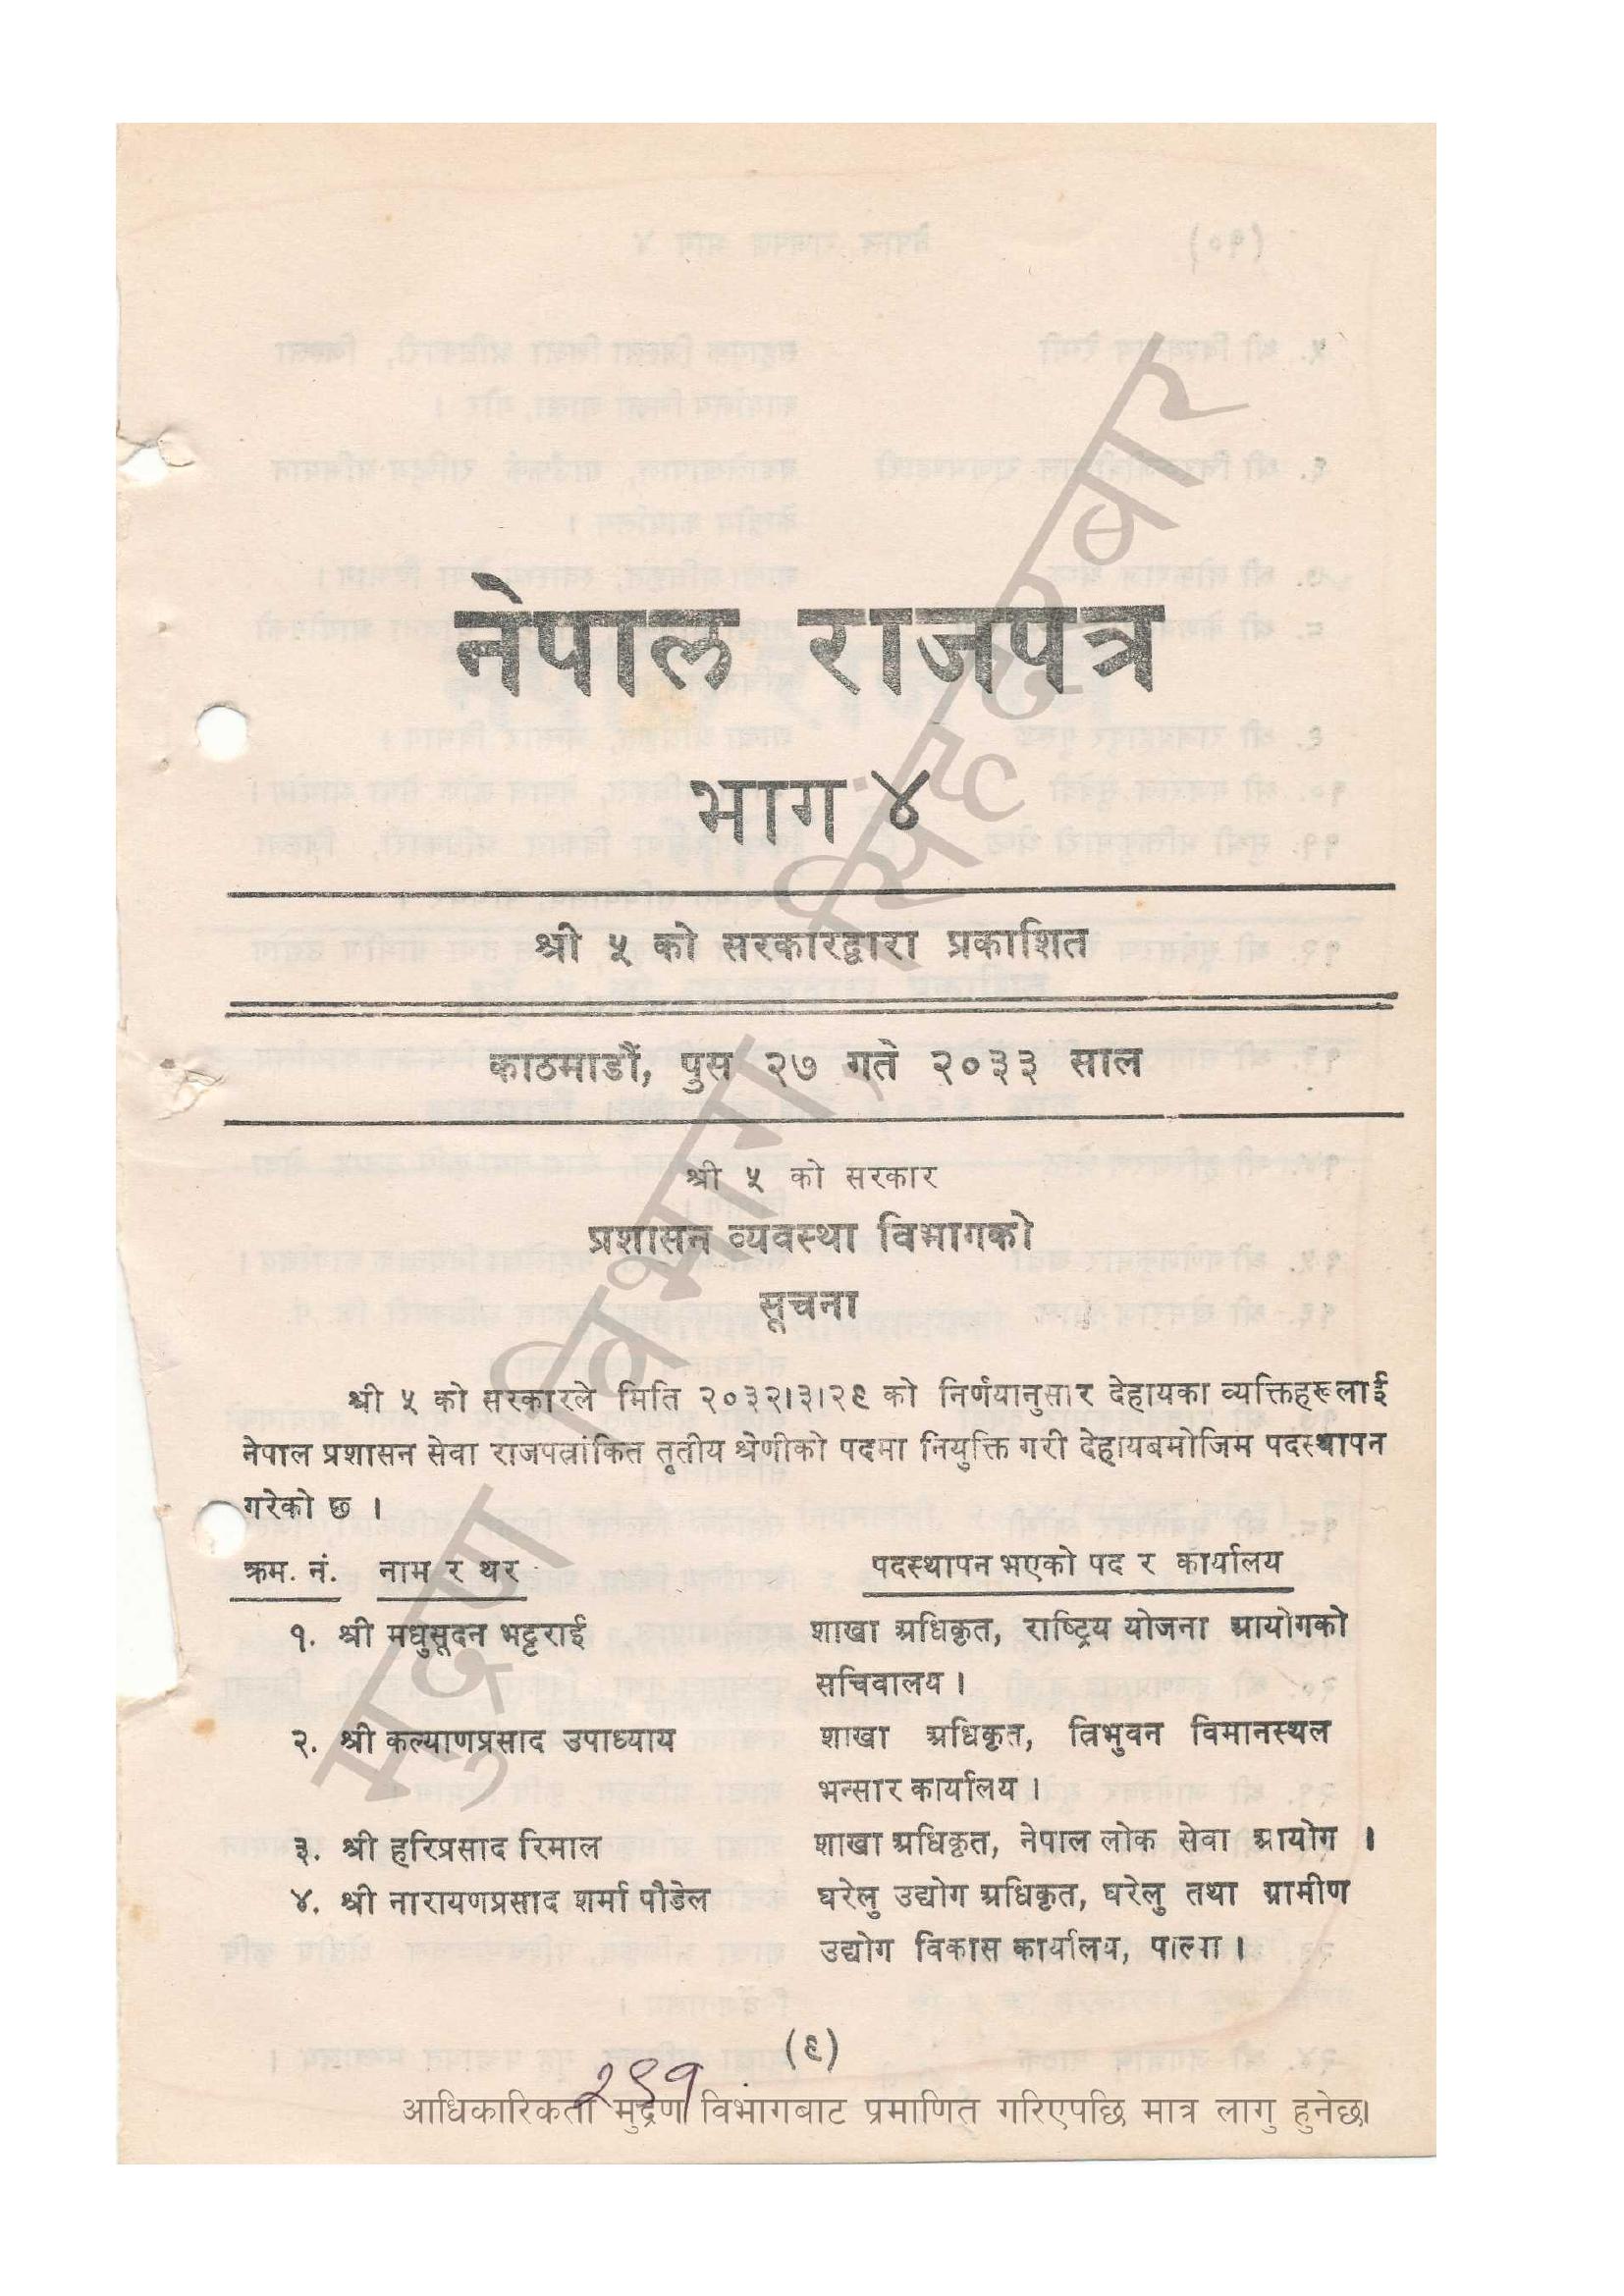 नेपाल राजपत्र
भाग ४
श्री ५ को सरकारद्वारा प्रकाशित
काठमाडौं, पुस २७ गते २०३३ साल
श्री ५ को सरकार
प्रशासन व्यवस्था विभागको
सूचना
श्री ५ को सरकारले मिति २०३२।३।२९ को निर्णयानुसार देहायका व्यक्तिहरूलाई
नेपाल प्रशासन सेवा राजपत्रांकित तृतीय श्रेणीको पदमा नियुक्ति गरी देहायबमोजिम पदस्थापन
गरेको छ ।
क्रम. नं. नाम र थर पदस्थापन भएको पद र कार्यालय
१. श्री मधुसूदन भट्टराई शाखा अधिकृत, राष्ट्रिय योजना आयोगको
सचिवालय ।
२. श्री कल्याणप्रसाद उपाध्याय शाखा अधिकृत, त्रिभुवन विमानस्थल
भन्सार कार्यालय ।
३. श्री हरिप्रसाद रिमाल शाखा अधिकृत, नेपाल लोक सेवा आयोग ।
४. श्री नारायणप्रसाद शर्मा पौडेल घरेलु उद्योग अधिकृत, घरेलु तथा ग्रामीण
उद्योग विकास कार्यालय, पाल्पा ।
(९)
२९१
आधिकारिकता मुद्रण विभागबाट प्रमाणित गरिएपछि मात्र लागु हुनेछ।
मुद्रण विभाग, सिंहदरबार